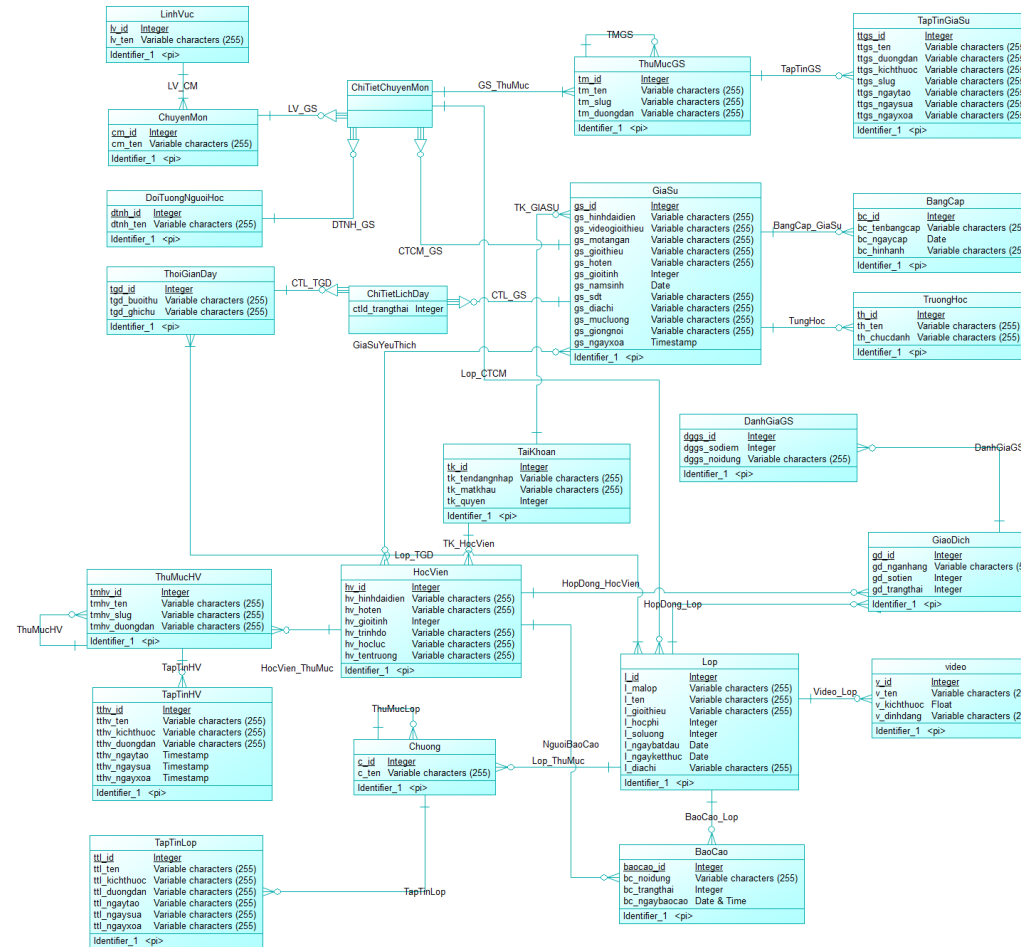 LinhVuc
lv_id Integer
lv_ten Variable characters (255)
Identifier_1 <pi>
LV_CM
ChuyenMon
cm_id Integer
cm_ten Variable characters (255)
Identifier_1 <pi>
LV_GS
ChiTietChuyenMon
GS_ThuMuc
TMGS
ThuMucGS
tm_id Integer
tm_ten Variable characters (255)
tm_slug Variable characters (255)
tm_duongdan Variable characters (255)
Identifier_1 <pi>
TapTinGS
TapTinGiaSu
ttgs_id Integer
ttgs_ten Variable characters (255
ttgs_duongdan Variable characters (255
ttgs_kichthuoc Variable characters (255
ttgs_slug Variable characters (255
ttgs_ngaytao Variable characters (255
ttgs_ngaysua Variable characters (255
ttgs_ngayxoa Variable characters (255
Identifier_1 <pi>
DoiTuongNguoiHoc
dtnh_id Integer
dtnh_ten Variable characters (255)
Identifier_1 <pi>
DTNH_GS
CTCM_GS
TK_GIASU
GiaSu
gs_id Integer
gs_hinhdaidien Variable characters (255)
gs_videogioithieu Variable characters (255)
gs_motangan Variable characters (255)
gs_gioithieu Variable characters (255)
gs_hoten Variable characters (255)
gs_gioitinh Integer
gs_namsinh Date
gs_sdt Variable characters (255)
gs_diachi Variable characters (255)
gs_mucluong Variable characters (255)
gs_giongnoi Variable characters (255)
gs_ngayxoa Timestamp
Identifier_1 <pi>
BangCap_GiaSu
BangCap
bc_id Integer
bc_tenbangcap Variable characters (25
bc_ngaycap Date
bc_hinhanh Variable characters (25
Identifier_1 <pi>
ThoiGianDay
tgd_id Integer
tgd_buoithu Variable characters (255)
tgd_ghichu Variable characters (255)
Identifier_1 <pi>
CTL_TGD
ChiTietLichDay
ctld_trangthai Integer
CTL_GS
TungHoc
TruongHoc
th_id Integer
th_ten Variable characters (255)
th_chucdanh Variable characters (255)
Identifier_1 <pi>
GiaSuYeuThich
Lop_CTCM
DanhGiaGS
dggs_id Integer
dggs_sodiem Integer
dggs_noidung Variable characters (255)
Identifier_1 <pi>
DanhGiaGS
TaiKhoan
tk_id Integer
tk_tendangnhap Variable characters (255)
tk_matkhau Variable characters (255)
tk_quyen Integer
Identifier_1 <pi>
TK_HocVien
Lop_TGD
GiaoDich
gd_id Integer
gd_nganhang Variable characters (
gd_sotien Integer
gd_trangthai Integer
Identifier_1 <pi>
HocVien
hv_id Integer
hv_hinhdaidien Variable characters (255)
hv_hoten Variable characters (255)
hv_gioitinh Integer
hv_trinhdo Variable characters (255)
hv_hocluc Variable characters (255)
hv_tentruong Variable characters (255)
Identifier_1 <pi>
HopDong_HocVien
HopDong_Lop
ThuMucHV
tmhv_id Integer
tmhv_ten Variable characters (255)
tmhv_slug Variable characters (255)
tmhv_duongdan Variable characters (255)
Identifier_1 <pi>
ThuMucHV
TapTinHV
HocVien_ThuMuc
TapTinHV
tthv_id Integer
tthv_ten Variable characters (255)
tthv_kichthuoc Variable characters (255)
tthv_duongdan Variable characters (255)
tthv_ngaytao Timestamp
tthv_ngaysua Timestamp
tthv_ngayxoa Timestamp
Identifier_1 <pi>
Lop
l_id Integer
l_malop Variable characters (255)
l_ten Variable characters (255)
l_gioithieu Variable characters (255)
l_hocphi Integer
l_soluong Integer
l_ngaybatdau Date
l_ngayketthuc Date
l_diachi Variable characters (255)
Identifier_1 <pi>
Video_Lop
video
v_id Integer
v_ten Variable characters (2
v_kichthuoc Float
v_dinhdang Variable characters (2
Identifier_1 <pi>
ThuMucLop
Chuong
c_id Integer
c_ten Variable characters (255)
Identifier_1 <pi>
NguoiBaoCao
Lop_ThuMuc
BaoCao_Lop
TapTinLop
ttl_id Integer
ttl_ten Variable characters (255)
ttl_kichthuoc Variable characters (255)
ttl_duongdan Variable characters (255)
ttl_ngaytao Variable characters (255)
ttl_ngaysua Variable characters (255)
ttl_ngayxoa Variable characters (255)
Identifier_1 <pi>
TapTinLop
BaoCao
baocao_id Integer
bc_noidung Variable characters (255)
bc_trangthai Integer
bc_ngaybaocao Date & Time
Identifier_1 <pi>